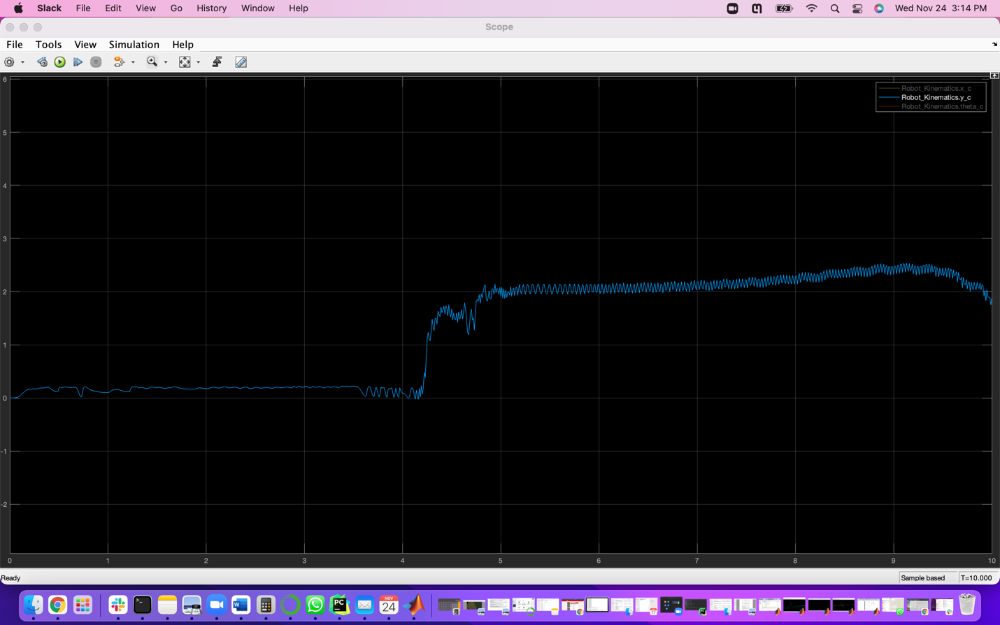 Slack File Edit View Go History Window Help Wed Nov 24 3:14 PM
Scope
File Tools View Simulation Help
Robot_Kinematics.x_c
Robot_Kinematics.y_c
Robot_Kinematics.theta_c
6
5
4
3
2
1
0
-1
-2
0 1 2 3 4 5 6 7 8 9 10
Ready Sample based T=10.000
NOV
24
PC
17